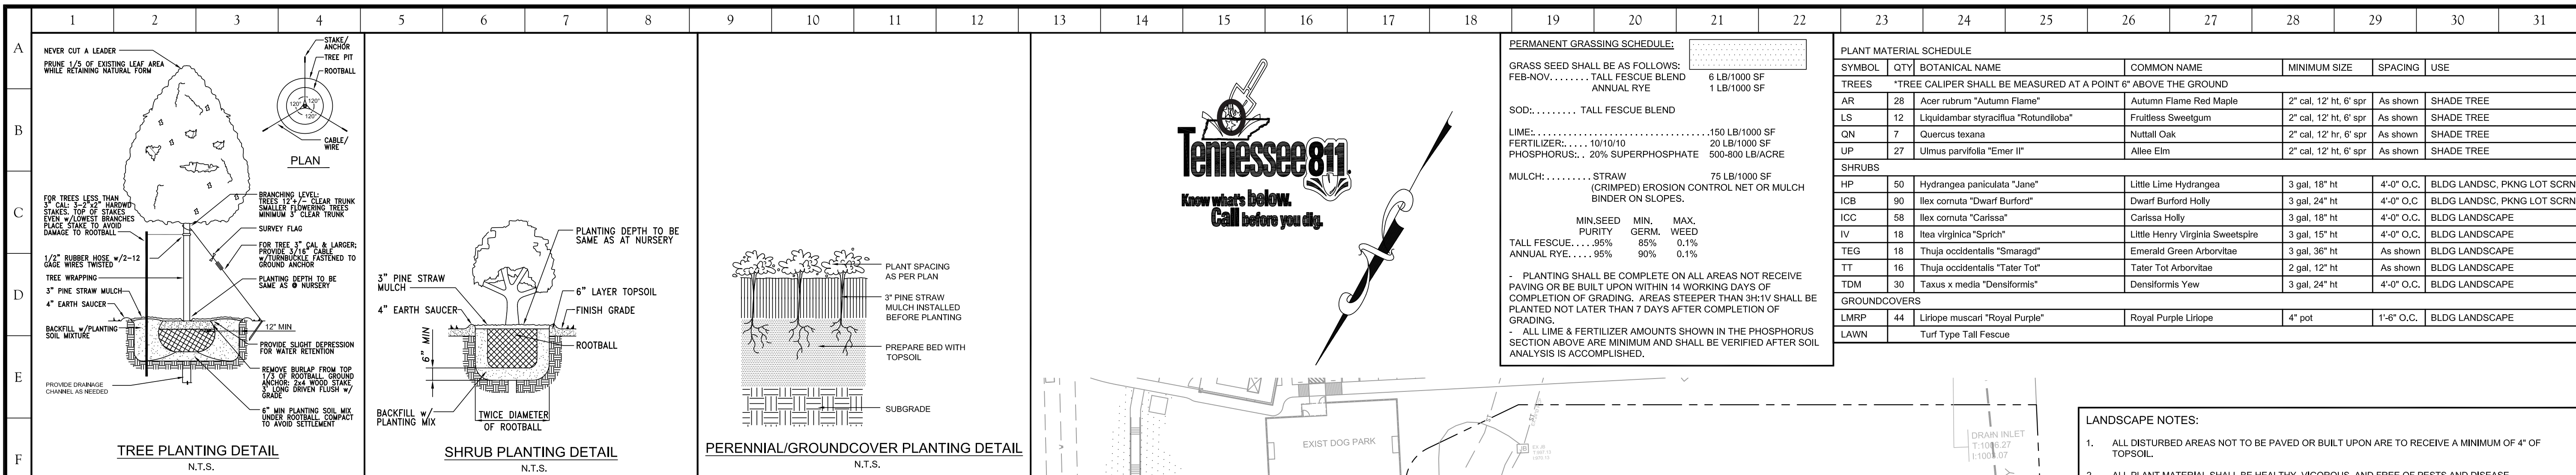 1 2 3 4 5 6 7 8 9 10 11 12 13 14 15 16 17 18 19 20 21 22 23 24 25 26 27 28 29 30 31
A
B
C
D
E
F
NEVER CUT A LEADER
PRUNE 1/5 OF EXISTING LEAF AREA
WHILE RETAINING NATURAL FORM
STAKE/
ANCHOR
TREE PIT
ROOTBALL
120°
120°
120°
CABLE/
WIRE
PLAN
FOR TREES LESS THAN
3" CAL: 3-2"x2" HARDWD
STAKES. TOP OF STAKES
EVEN w/LOWEST BRANCHES
PLACE STAKE TO AVOID
DAMAGE TO ROOTBALL
1/2" RUBBER HOSE w/2-12
GAGE WIRES TWISTED
TREE WRAPPING
3" PINE STRAW MULCH
4" EARTH SAUCER
BACKFILL w/PLANTING
SOIL MIXTURE
PROVIDE DRAINAGE
CHANNEL AS NEEDED
BRANCHING LEVEL:
TREES 12'+/- CLEAR TRUNK
SMALLER FLOWERING TREES
MINIMUM 3' CLEAR TRUNK
SURVEY FLAG
FOR TREE 3" CAL & LARGER;
PROVIDE 3/16" CABLE
w/TURNBUCKLE FASTENED TO
GROUND ANCHOR
PLANTING DEPTH TO BE
SAME AS @ NURSERY
12" MIN
PROVIDE SLIGHT DEPRESSION
FOR WATER RETENTION
REMOVE BURLAP FROM TOP
1/3 OF ROOTBALL. GROUND
ANCHOR: 2x4 WOOD STAKE,
3' LONG DRIVEN FLUSH w/
GRADE
6" MIN PLANTING SOIL MIX
UNDER ROOTBALL. COMPACT
TO AVOID SETTLEMENT
TREE PLANTING DETAIL
N.T.S.
PLANTING DEPTH TO BE
SAME AS AT NURSERY
3" PINE STRAW
MULCH
4" EARTH SAUCER
6" LAYER TOPSOIL
FINISH GRADE
ROOTBALL
6" MIN
BACKFILL w/
PLANTING MIX
TWICE DIAMETER
OF ROOTBALL
SHRUB PLANTING DETAIL
N.T.S.
PLANT SPACING
AS PER PLAN
3" PINE STRAW
MULCH INSTALLED
BEFORE PLANTING
PREPARE BED WITH
TOPSOIL
SUBGRADE
PERENNIAL/GROUNDCOVER PLANTING DETAIL
N.T.S.
Tennessee 811.
Know what's below.
Call before you dig.
PERMANENT GRASSING SCHEDULE:
GRASS SEED SHALL BE AS FOLLOWS:
FEB-NOV........ TALL FESCUE BLEND 6 LB/1000 SF
ANNUAL RYE 1 LB/1000 SF
SOD:......... TALL FESCUE BLEND
LIME:...................................150 LB/1000 SF
FERTILIZER:..... 10/10/10 20 LB/1000 SF
PHOSPHORUS:.. 20% SUPERPHOSPHATE 500-800 LB/ACRE
MULCH:.........STRAW 75 LB/1000 SF
(CRIMPED) EROSION CONTROL NET OR MULCH
BINDER ON SLOPES.
MIN.SEED MIN. MAX.
PURITY GERM. WEED
TALL FESCUE.....95% 85% 0.1%
ANNUAL RYE.....95% 90% 0.1%
- PLANTING SHALL BE COMPLETE ON ALL AREAS NOT RECEIVE
PAVING OR BE BUILT UPON WITHIN 14 WORKING DAYS OF
COMPLETION OF GRADING. AREAS STEEPER THAN 3H:1V SHALL BE
PLANTED NOT LATER THAN 7 DAYS AFTER COMPLETION OF
GRADING.
- ALL LIME & FERTILIZER AMOUNTS SHOWN IN THE PHOSPHORUS
SECTION ABOVE ARE MINIMUM AND SHALL BE VERIFIED AFTER SOIL
ANALYSIS IS ACCOMPLISHED.
PLANT MATERIAL SCHEDULE
SYMBOL QTY BOTANICAL NAME COMMON NAME MINIMUM SIZE SPACING USE
TREES *TREE CALIPER SHALL BE MEASURED AT A POINT 6" ABOVE THE GROUND
AR 28 Acer rubrum "Autumn Flame" Autumn Flame Red Maple 2" cal, 12' ht, 6' spr As shown SHADE TREE
LS 12 Liquidambar styraciflua "Rotundiloba" Fruitless Sweetgum 2" cal, 12' ht, 6' spr As shown SHADE TREE
QN 7 Quercus texana Nuttall Oak 2" cal, 12' hr, 6' spr As shown SHADE TREE
UP 27 Ulmus parvifolla "Emer II" Allee Elm 2" cal, 12' ht, 6' spr As shown SHADE TREE
SHRUBS
HP 50 Hydrangea paniculata "Jane" Little Lime Hydrangea 3 gal, 18" ht 4'-0" O.C. BLDG LANDSC, PKNG LOT SCRN
ICB 90 Ilex cornuta "Dwarf Burford" Dwarf Burford Holly 3 gal, 24" ht 4'-0" O.C BLDG LANDSC, PKNG LOT SCRN
ICC 58 Ilex cornuta "Carissa" Carissa Holly 3 gal, 18" ht 4'-0" O.C. BLDG LANDSCAPE
IV 18 Itea virginica "Sprich" Little Henry Virginia Sweetspire 3 gal, 15" ht 4'-0" O.C. BLDG LANDSCAPE
TEG 18 Thuja occidentalls "Smaragd" Emerald Green Arborvitae 3 gal, 36" ht As shown BLDG LANDSCAPE
TT 16 Thuja occidentalls "Tater Tot" Tater Tot Arborvitae 2 gal, 12" ht As shown BLDG LANDSCAPE
TDM 30 Taxus x media "Densiformis" Densiformis Yew 3 gal, 24" ht 4'-0" O.C. BLDG LANDSCAPE
GROUNDCOVERS
LMRP 44 Liriope muscari "Royal Purple" Royal Purple Liriope 4" pot 1'-6" O.C. BLDG LANDSCAPE
LAWN Turf Type Tall Fescue
EXIST DOG PARK
ST
DRAIN INLET
LANDSCAPE NOTES:
1. ALL DISTURBED AREAS NOT TO BE PAVED OR BUILT UPON ARE TO RECEIVE A MINIMUM OF 4" OF
TOPSOIL.
2. ALL PLANT MATERIAL SHALL BE HEALTHY, VIGOROUS, AND FREE OF PESTS AND DISEASE.